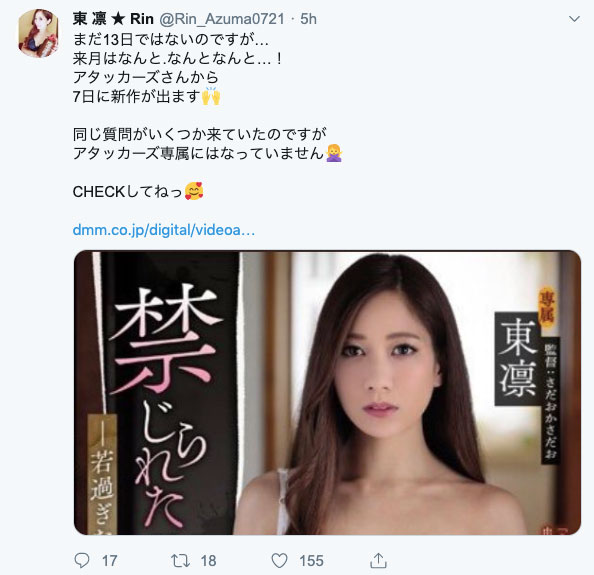 東 凛 ★ Rin @Rin_Azuma0721 · 5h
まだ13日ではないのですが…
来月はなんと.なんとなんと…！
アタッカーズさんから
7日に新作が出ます🙌
同じ質問がいくつか来ていたのですが
アタッカーズ専属にはなっていません🙅‍♀️
CHECKしてねっ🥰
dmm.co.jp/digital/videoa…
禁じられた
―若過ぎ
専属
東凛
監督：さだおかさだお
17 18 155